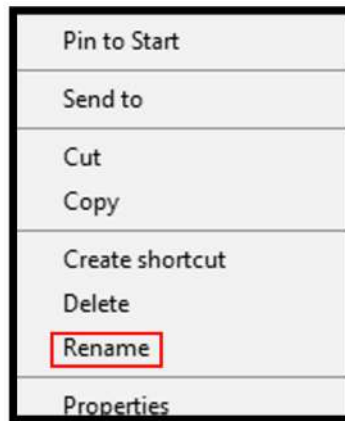 Pin to Start
Send to
Cut
Copy
Create shortcut
Delete
Rename
Properties